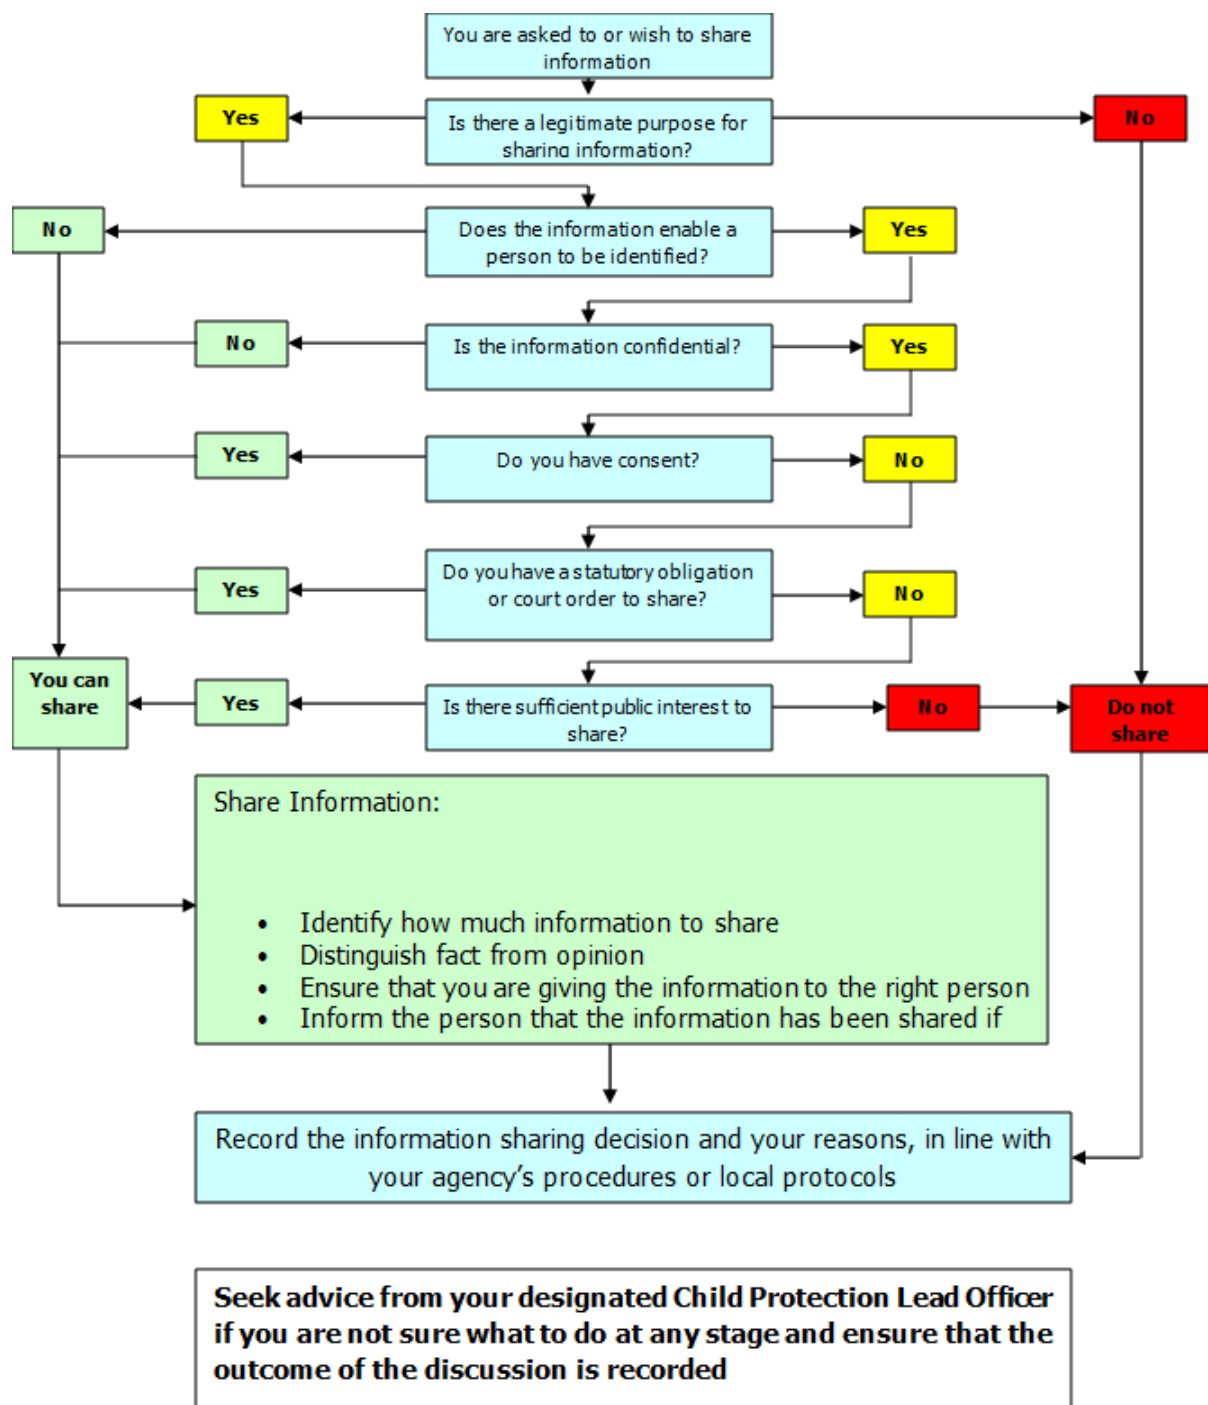 You are asked to or wish to share
information
Yes
Is there a legitimate purpose for
sharing information?
No
No
Does the information enable a
person to be identified?
Yes
No
Is the information confidential?
Yes
Yes
Do you have consent?
No
Yes
Do you have a statutory obligation
or court order to share?
No
You can
share
Yes
Is there sufficient public interest to
share?
No
Do not
share
Share Information:
• Identify how much information to share
• Distinguish fact from opinion
• Ensure that you are giving the information to the right person
• Inform the person that the information has been shared if
Record the information sharing decision and your reasons, in line with
your agency’s procedures or local protocols
Seek advice from your designated Child Protection Lead Officer
if you are not sure what to do at any stage and ensure that the
outcome of the discussion is recorded